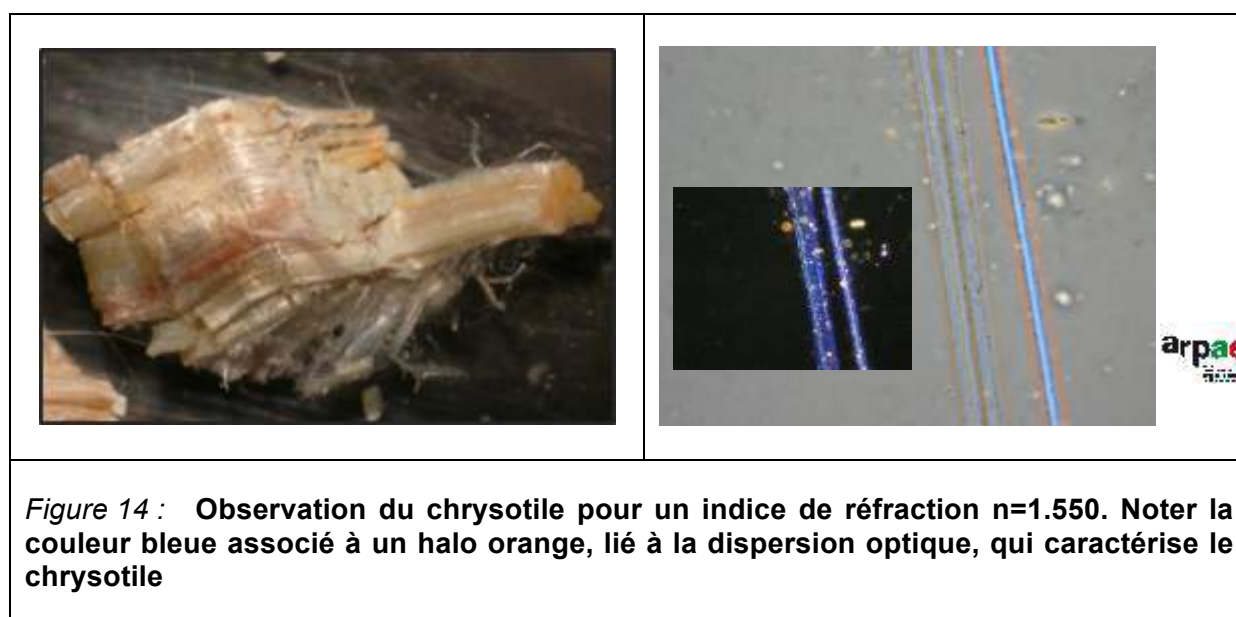 arpae
Figure 14 : Observation du chrysotile pour un indice de réfraction n=1.550. Noter la
couleur bleue associé à un halo orange, lié à la dispersion optique, qui caractérise le
chrysotile